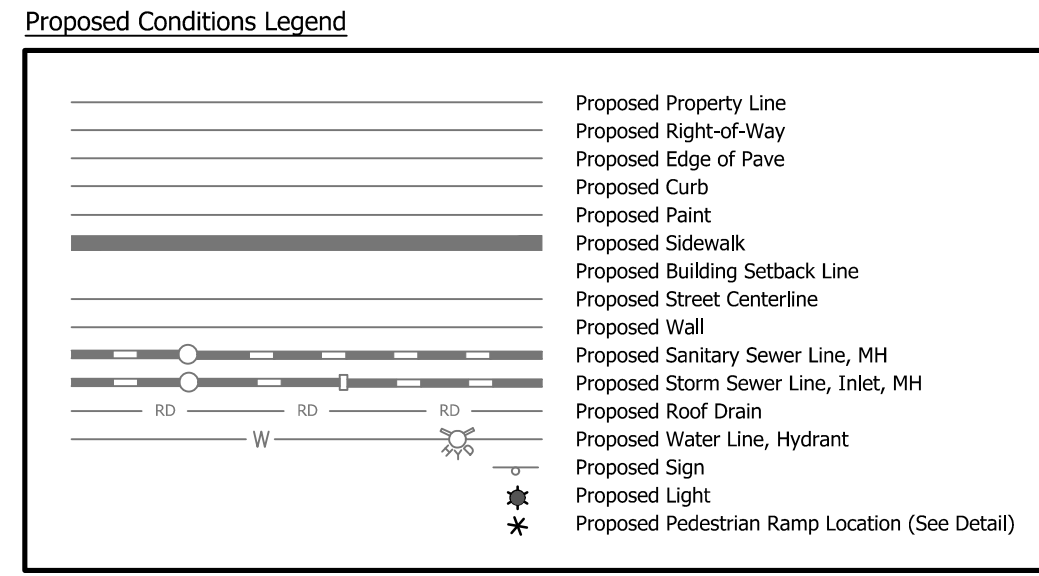 Proposed Conditions Legend
Proposed Property Line
Proposed Right-of-Way
Proposed Edge of Pave
Proposed Curb
Proposed Paint
Proposed Sidewalk
Proposed Building Setback Line
Proposed Street Centerline
Proposed Wall
Proposed Sanitary Sewer Line, MH
Proposed Storm Sewer Line, Inlet, MH
RD RD RD Proposed Roof Drain
W Proposed Water Line, Hydrant
Proposed Sign
Proposed Light
Proposed Pedestrian Ramp Location (See Detail)